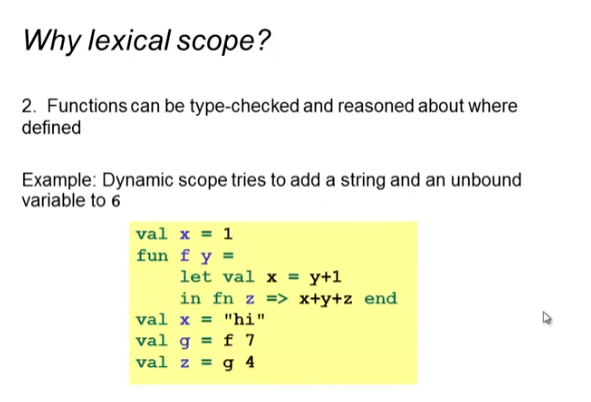 Why lexical scope?
2. Functions can be type-checked and reasoned about where
defined
Example: Dynamic scope tries to add a string and an unbound
variable to 6
val x = 1
fun f y =
let val x = y+1
in fn z => x+y+z end
val x = "hi"
val g = f 7
val z = g 4